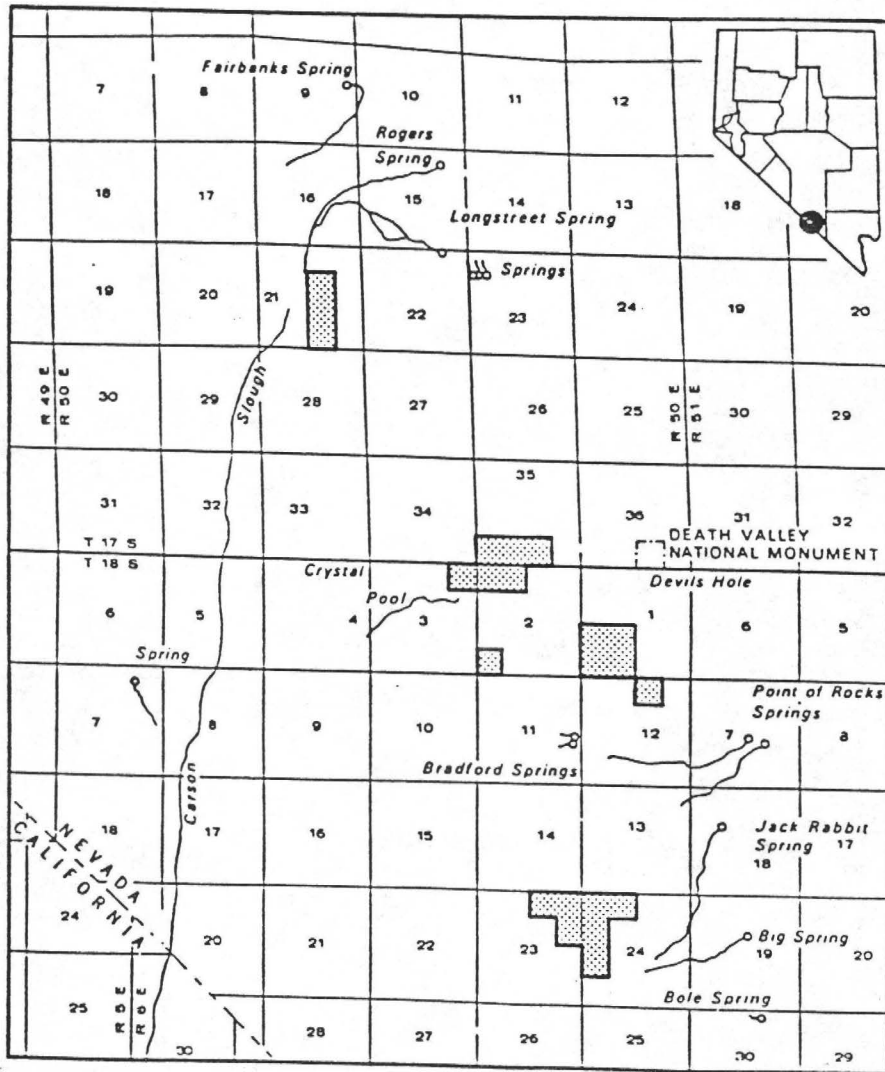 Fairbanks Spring
7 8 9 10 11 12
Rogers
Spring
18 17 16 15 14 13 18
Longstreet Spring
Springs
19 20 21 22 23 24 19 20
R 49 E
R 50 E
Slough
30 29 28 27 26 25
R 50 E
R 51 E
30 29
31 32 33 34 35 36 31 32
DEATH VALLEY
NATIONAL MONUMENT
T 17 S
T 18 S
Crystal
Pool
Devils Hole
6 5 4 3 2 1 6 5
Spring
Point of Rocks
Springs
7 8 9 10 11 12 7 8
Bradford Springs
Carson
NEVADA
CALIFORNIA
18 17 16 15 14 13
Jack Rabbit
Spring 17
18
24 20 21 22 23 24
Big Spring
19 20
Bole Spring
25
R 5 E
R 6 E
30 28 27 26 25 30 29